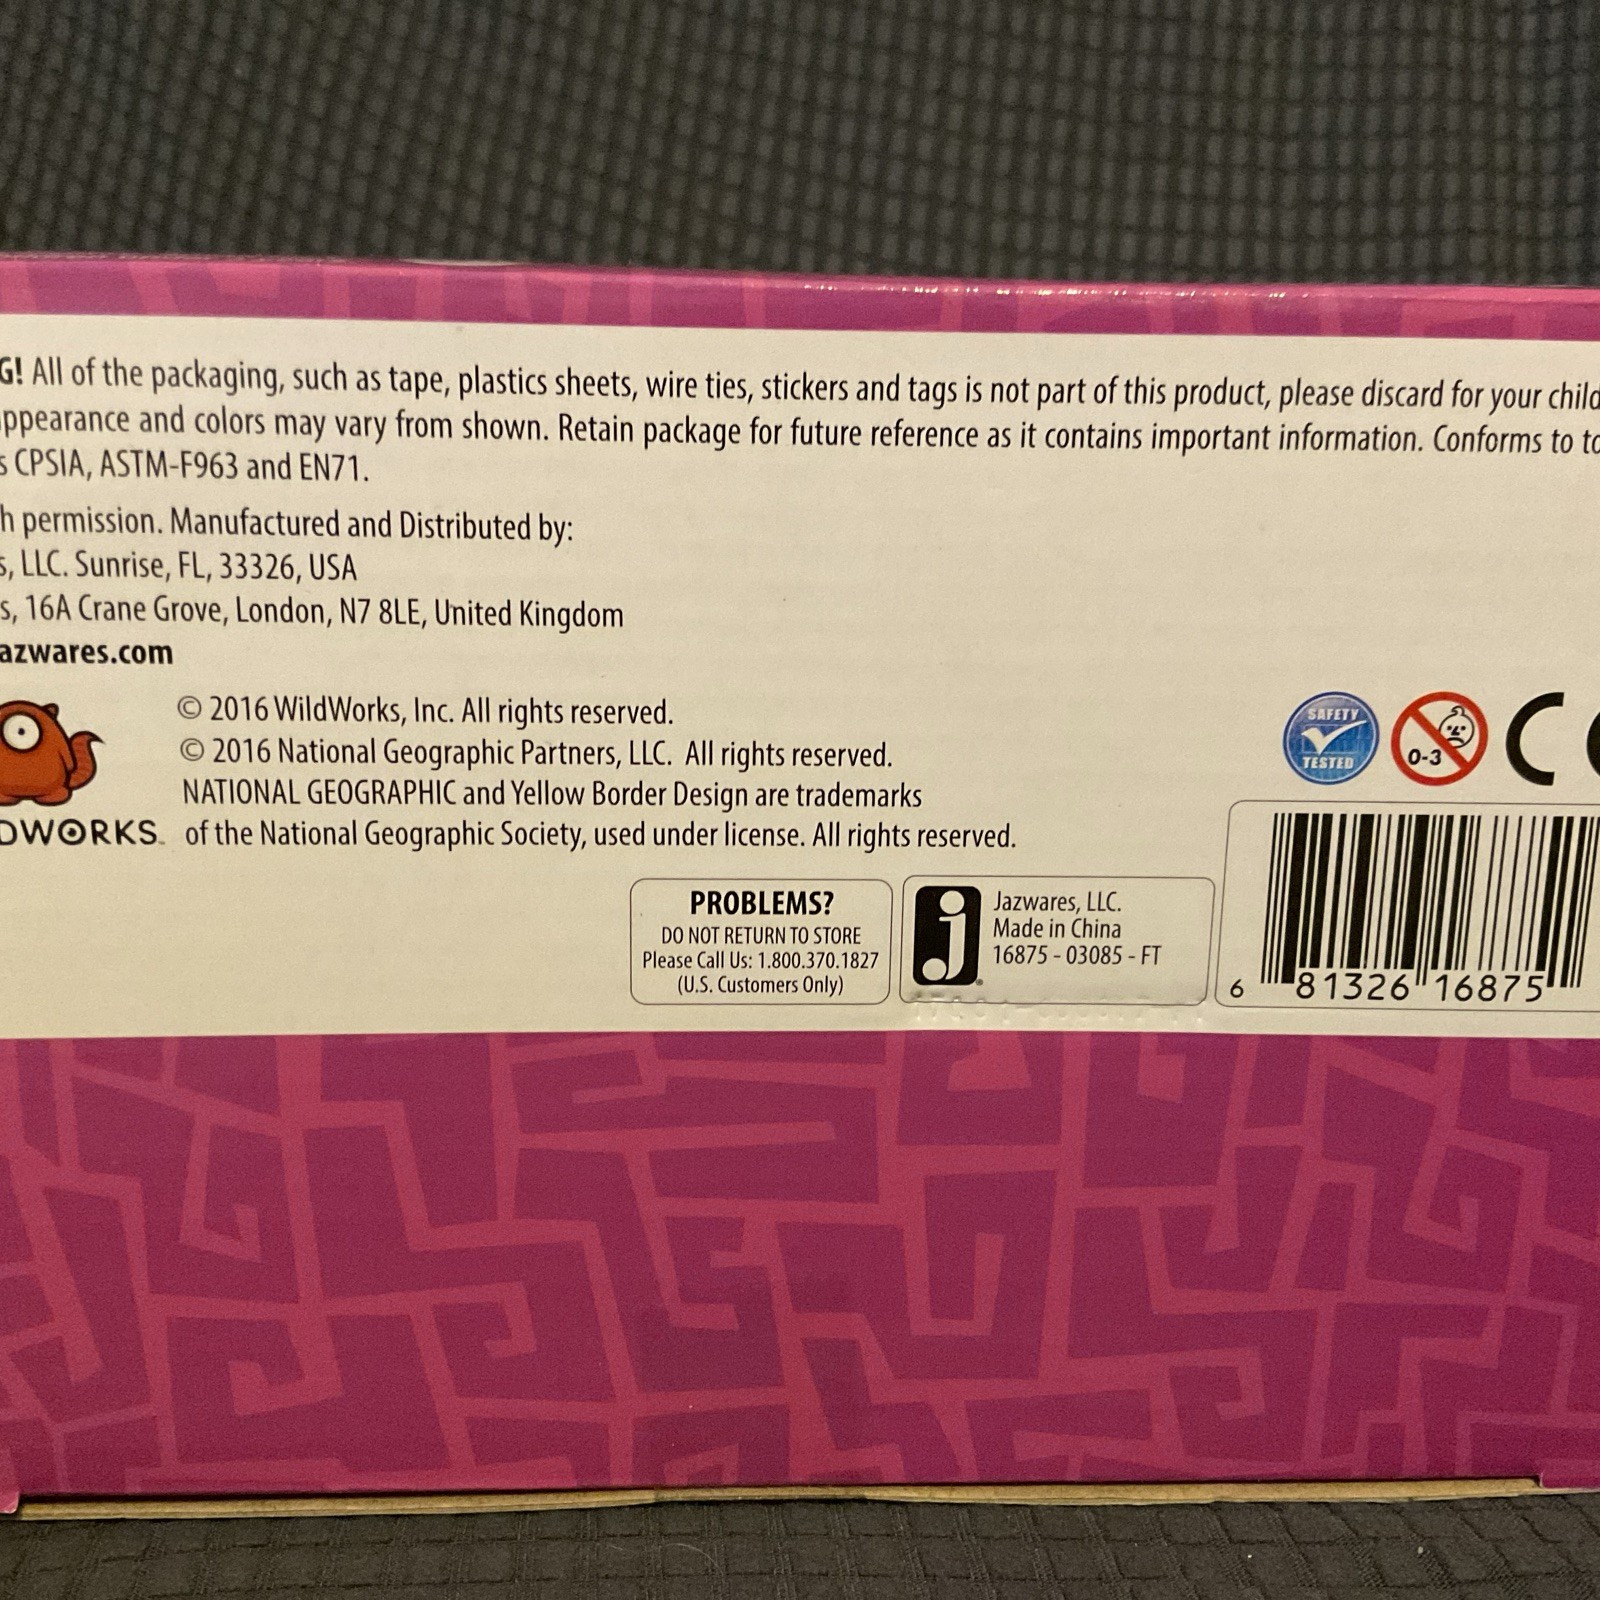 G! All of the packaging, such as tape, plastics sheets, wire ties, stickers and tags is not part of this product, please discard for your child
ppearance and colors may vary from shown. Retain package for future reference as it contains important information. Conforms to to
s CPSIA, ASTM-F963 and EN71.
h permission. Manufactured and Distributed by:
s, LLC. Sunrise, FL, 33326, USA
s, 16A Crane Grove, London, N7 8LE, United Kingdom
azwares.com
© 2016 WildWorks, Inc. All rights reserved.
© 2016 National Geographic Partners, LLC. All rights reserved.
NATIONAL GEOGRAPHIC and Yellow Border Design are trademarks
of the National Geographic Society, used under license. All rights reserved.
DWORKS
SAFETY
TESTED
0-3
CE
PROBLEMS?
DO NOT RETURN TO STORE
Please Call Us: 1.800.370.1827
(U.S. Customers Only)
j
Jazwares, LLC.
Made in China
16875 - 03085 - FT
6 81326 16875